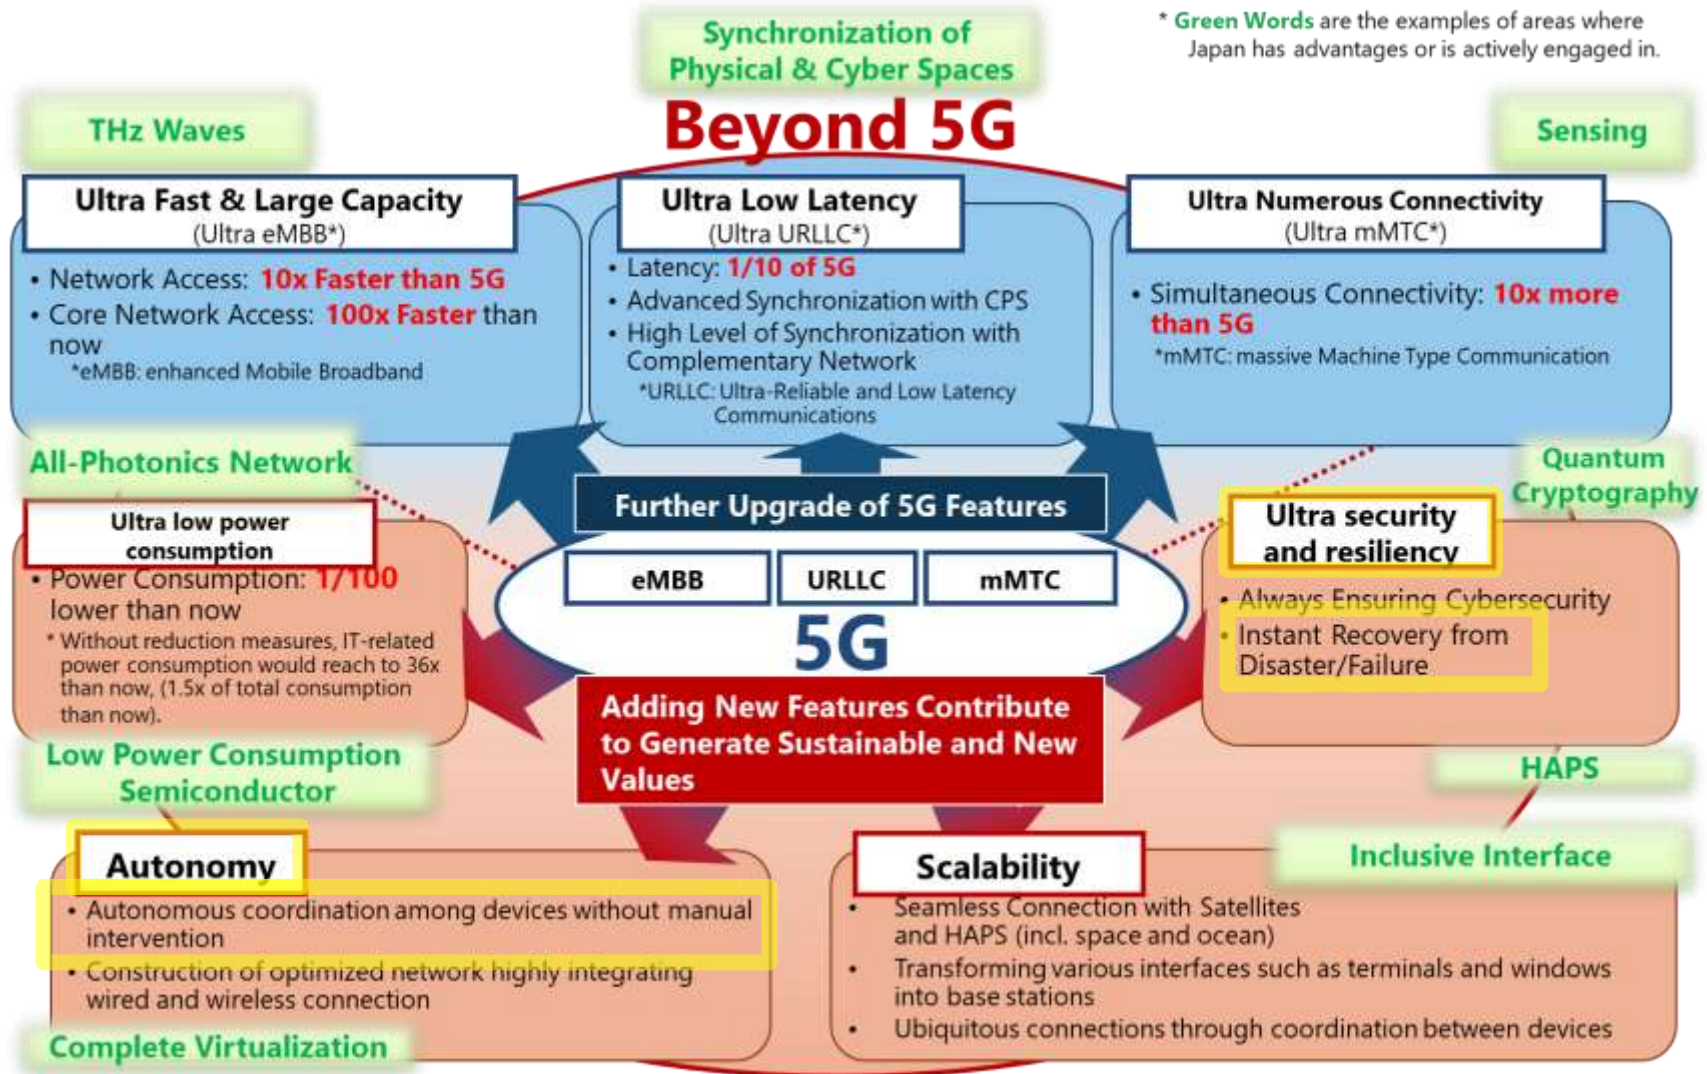 Synchronization of
Physical & Cyber Spaces
* Green Words are the examples of areas where
Japan has advantages or is actively engaged in.
Beyond 5G
THz Waves
Sensing
Ultra Fast & Large Capacity
(Ultra eMBB*)
• Network Access: 10x Faster than 5G
• Core Network Access: 100x Faster than
now
*eMBB: enhanced Mobile Broadband
Ultra Low Latency
(Ultra URLLC*)
• Latency: 1/10 of 5G
• Advanced Synchronization with CPS
• High Level of Synchronization with
Complementary Network
*URLLC: Ultra-Reliable and Low Latency
Communications
Ultra Numerous Connectivity
(Ultra mMTC*)
• Simultaneous Connectivity: 10x more
than 5G
*mMTC: massive Machine Type Communication
All-Photonics Network
Quantum
Cryptography
Further Upgrade of 5G Features
eMBB
URLLC
mMTC
5G
Adding New Features Contribute
to Generate Sustainable and New
Values
Ultra low power
consumption
• Power Consumption: 1/100
lower than now
* Without reduction measures, IT-related
power consumption would reach to 36x
than now, (1.5x of total consumption
than now).
Ultra security
and resiliency
• Always Ensuring Cybersecurity
• Instant Recovery from
Disaster/Failure
Low Power Consumption
Semiconductor
HAPS
Autonomy
• Autonomous coordination among devices without manual
intervention
• Construction of optimized network highly integrating
wired and wireless connection
Complete Virtualization
Scalability
Inclusive Interface
• Seamless Connection with Satellites
and HAPS (incl. space and ocean)
• Transforming various interfaces such as terminals and windows
into base stations
• Ubiquitous connections through coordination between devices